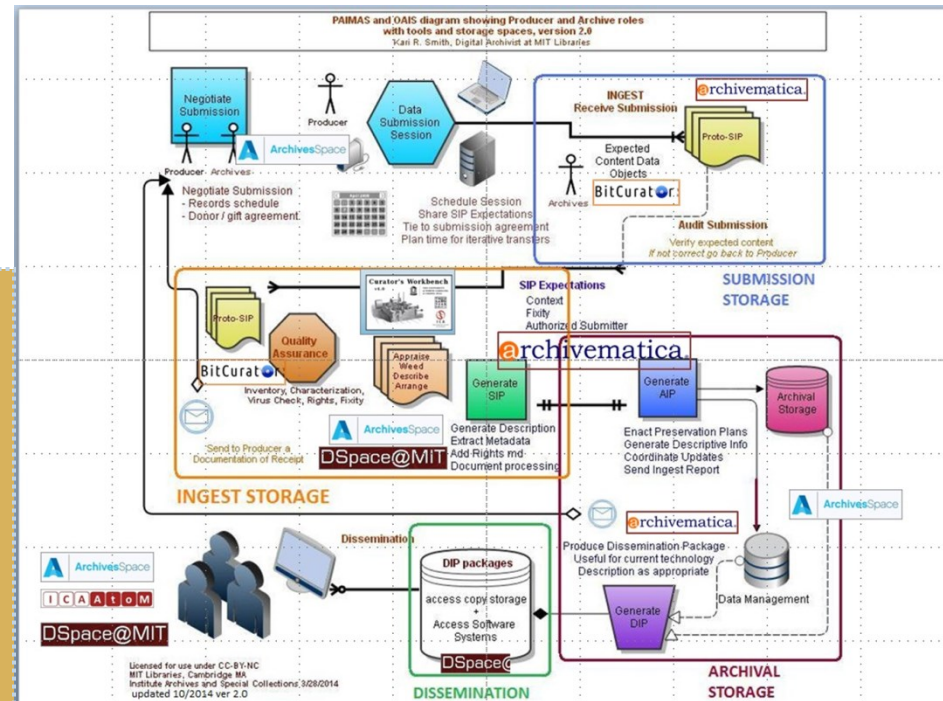 PAIMAS and OAIS diagram showing Producer and Archive roles
with tools and storage spaces, version 2.0
Kari R. Smith, Digital Archivist at MIT Libraries
Negotiate
Submission
Producer
Archives
ArchivesSpace
Negotiate Submission
- Records schedule
- Donor / gift agreement
Producer
Data
Submission
Session
Schedule Session
Share SIP Expectations
Tie to submission agreement
Plan time for iterative transfers
INGEST
Receive Submission
archivematica.
Proto-SIP
Expected
Content Data
Objects
Archives
BitCurator
Audit Submission
Verify expected content
If not correct go back to Producer
SUBMISSION
STORAGE
Proto-SIP
BitCurator
Quality
Assurance
Inventory, Characterization,
Virus Check, Rights, Fixity
Send to Producer a
Documentation of Receipt
Curator's Workbench
Appraise
Weed
Describe
Arrange
ArchivesSpace
DSpace@MIT
SIP Expectations
Context
Fixity
Authorized Submitter
archivematica.
Generate
SIP
Generate Description
Extract Metadata
Add Rights md
Document processing
INGEST STORAGE
Generate
AIP
Archival
Storage
Enact Preservation Plans
Generate Descriptive Info
Coordinate Updates
Send Ingest Report
ArchivesSpace
archivematica.
Produce Dissemination Package
Useful for current technology
Description as appropriate
Data Management
Generate
DIP
ARCHIVAL
STORAGE
Dissemination
DIP packages
access copy storage
+
Access Software
Systems
DSpace@
DISSEMINATION
ArchivesSpace
ICAAtoM
DSpace@MIT
Licensed for use under CC-BY-NC
MIT Libraries, Cambridge MA
Institute Archives and Special Collections 3/28/2014
updated 10/2014 ver 2.0